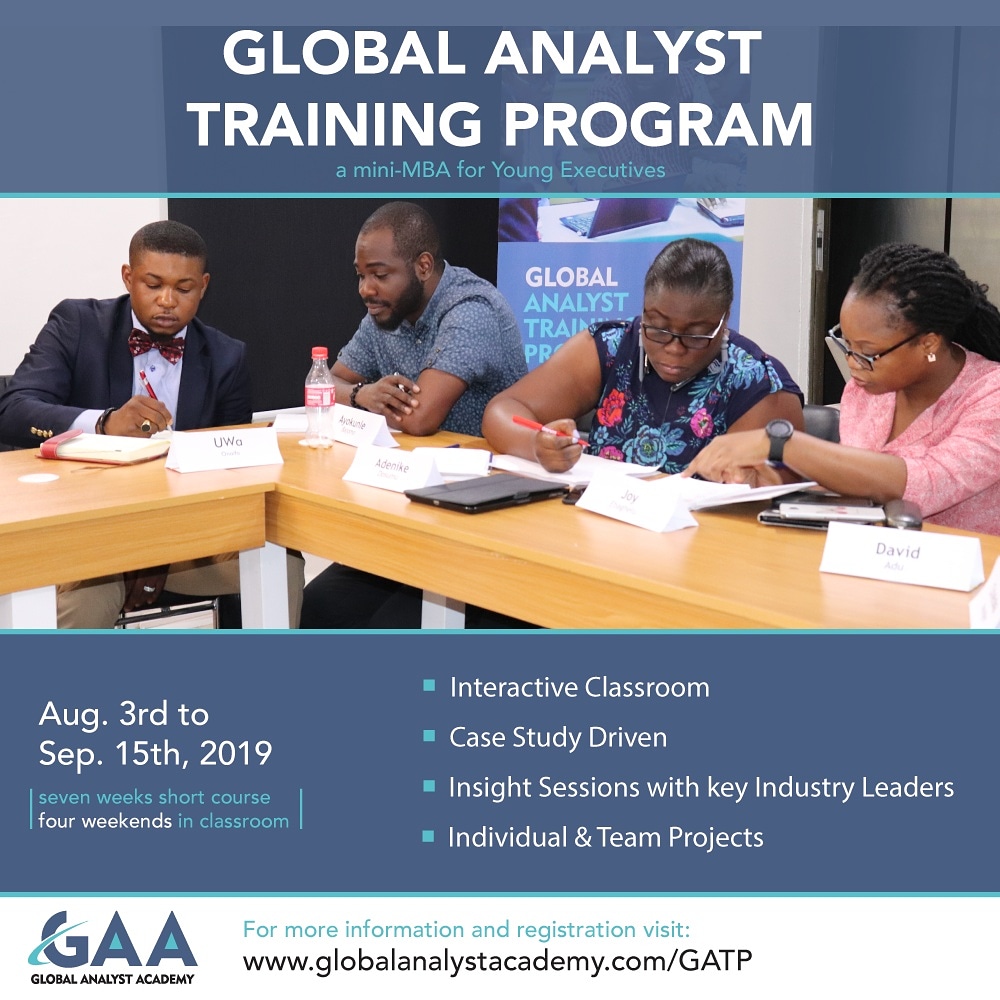 GLOBAL ANALYST
TRAINING PROGRAM
a mini-MBA for Young Executives
GLOBAL
ANALYST
UWa
Ayokunle
Adenike
Joy
David
Adu
Aug. 3rd to
Sep. 15th, 2019
seven weeks short course
four weekends in classroom
Interactive Classroom
Case Study Driven
Insight Sessions with key Industry Leaders
Individual & Team Projects
GAA
GLOBAL ANALYST ACADEMY
For more information and registration visit:
www.globalanalystacademy.com/GATP